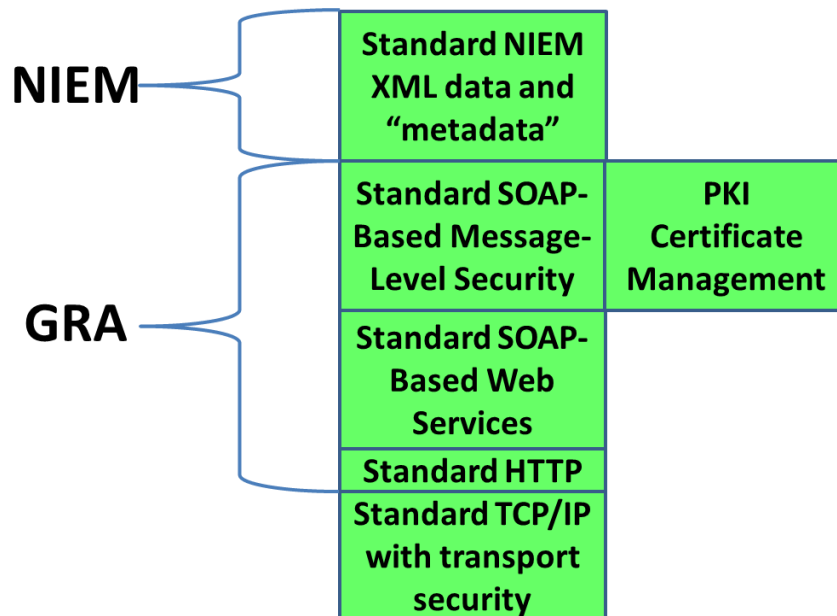 NIEM
Standard NIEM
XML data and
“metadata”
GRA
Standard SOAP-
Based Message-
Level Security
PKI
Certificate
Management
Standard SOAP-
Based Web
Services
Standard HTTP
Standard TCP/IP
with transport
security